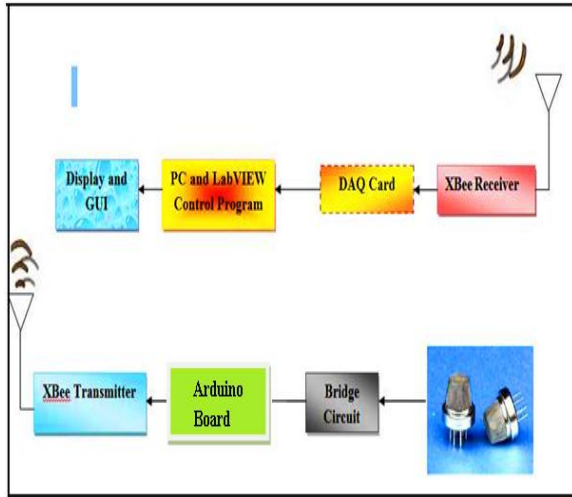 Display and
GUI
PC and LabVIEW
Control Program
DAQ Card
XBee Receiver
XBee Transmitter
Arduino
Board
Bridge
Circuit